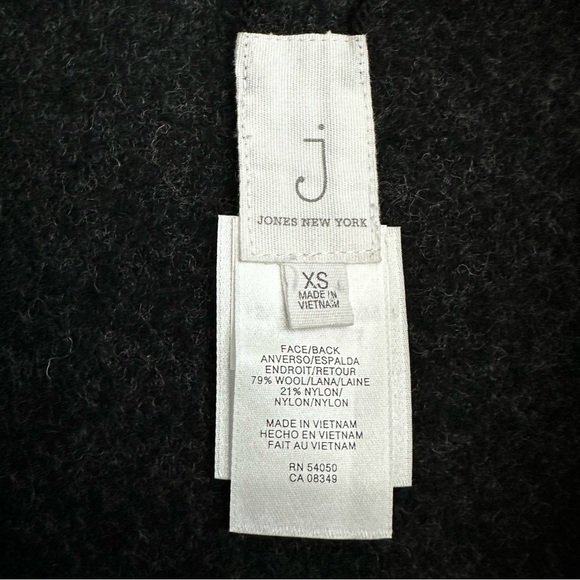 j
JONES NEW YORK
XS
MADE IN
VIETNAM
FACE/BACK
ANVERSO/ESPALDA
ENDROIT/RETOUR
79% WOOL/LANA/LAINE
21% NYLON/
NYLON/NYLON
MADE IN VIETNAM
HECHO EN VIETNAM
FAIT AU VIETNAM
RN 54050
CA 08349